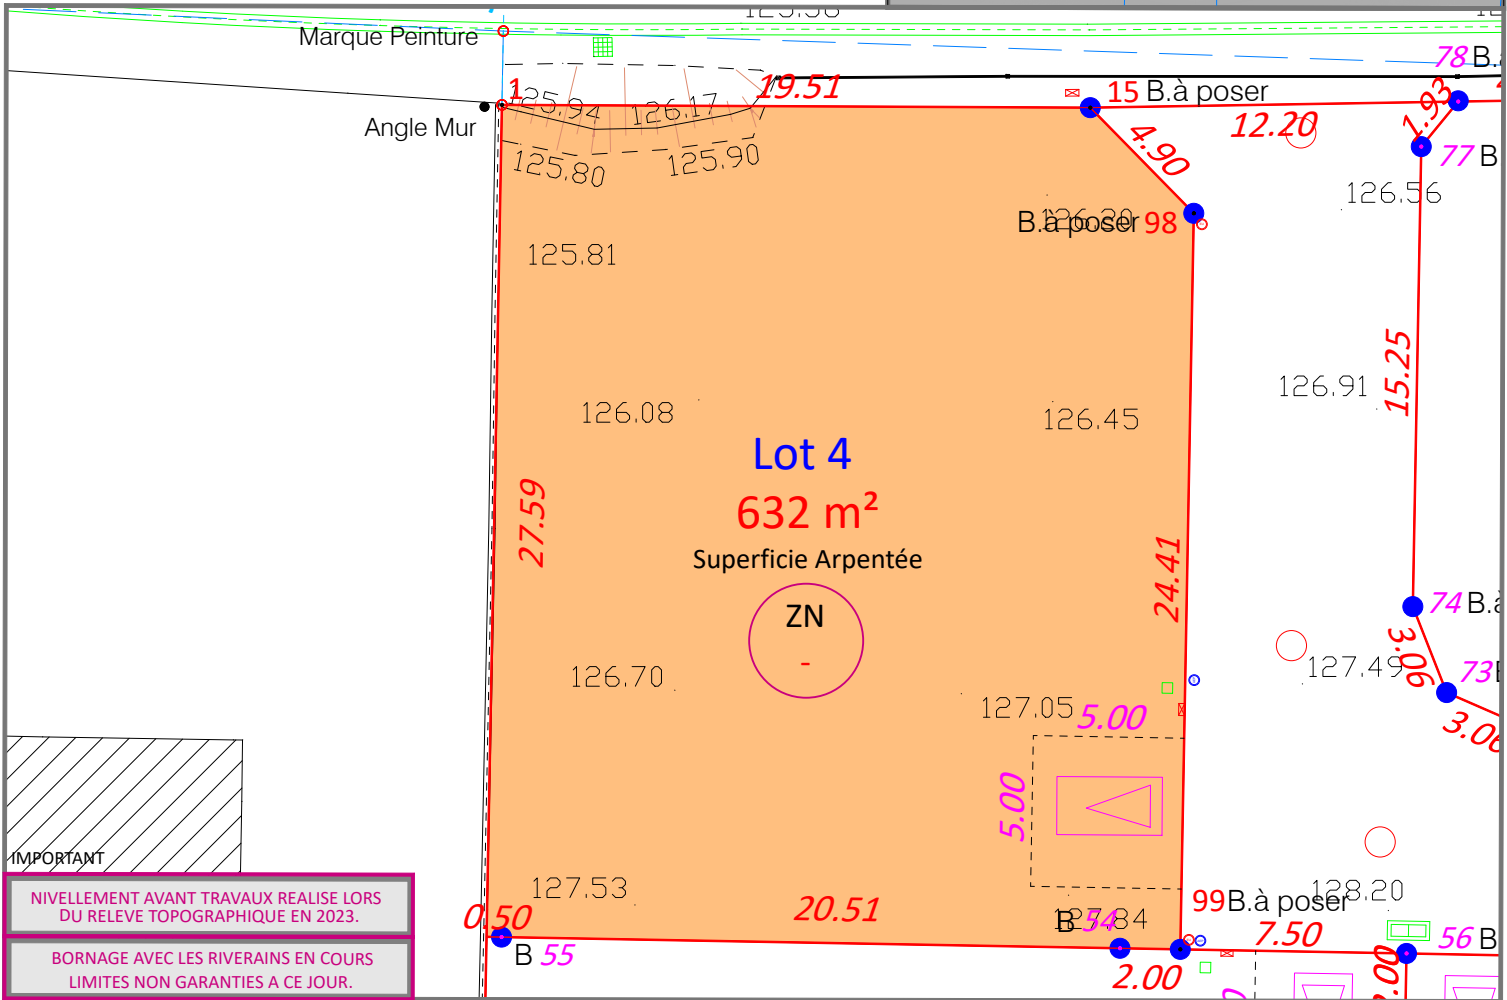 Marque Peinture
78 B.
1
19.51
15 B.à poser
1.93
125.94
126.17
12.20
Angle Mur
4.90
77 B
125.80
125.90
126.56
126.20
B.à poser 98
125.81
15.25
126.91
126.08
126.45
Lot 4
27.59
632 m²
Superficie Arpentée
24.41
ZN
-
74 B.à
3.06
127.49
73
126.70
127.05
5.00
3.06
5.00
IMPORTANT
NIVELLEMENT AVANT TRAVAUX REALISE LORS
DU RELEVE TOPOGRAPHIQUE EN 2023.
127.53
128.20
0.50
20.51
127.84
B 54
99 B.à poser
7.50
56 B
B 55
2.00
BORNAGE AVEC LES RIVERAINS EN COURS
LIMITES NON GARANTIES A CE JOUR.